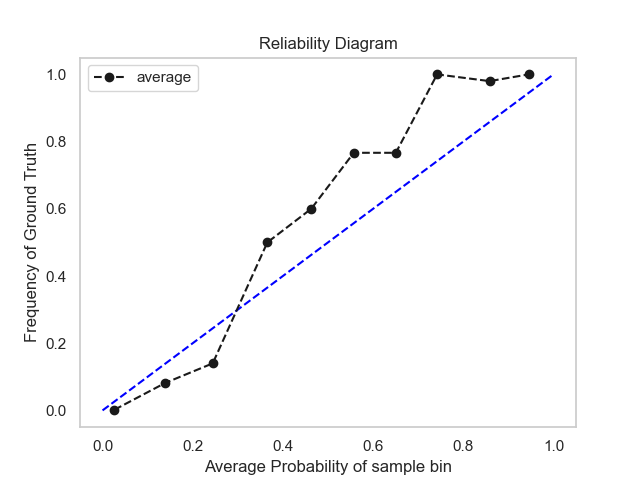 Reliability Diagram
average
Frequency of Ground Truth
1.0
0.8
0.6
0.4
0.2
0.0
0.0 0.2 0.4 0.6 0.8 1.0
Average Probability of sample bin